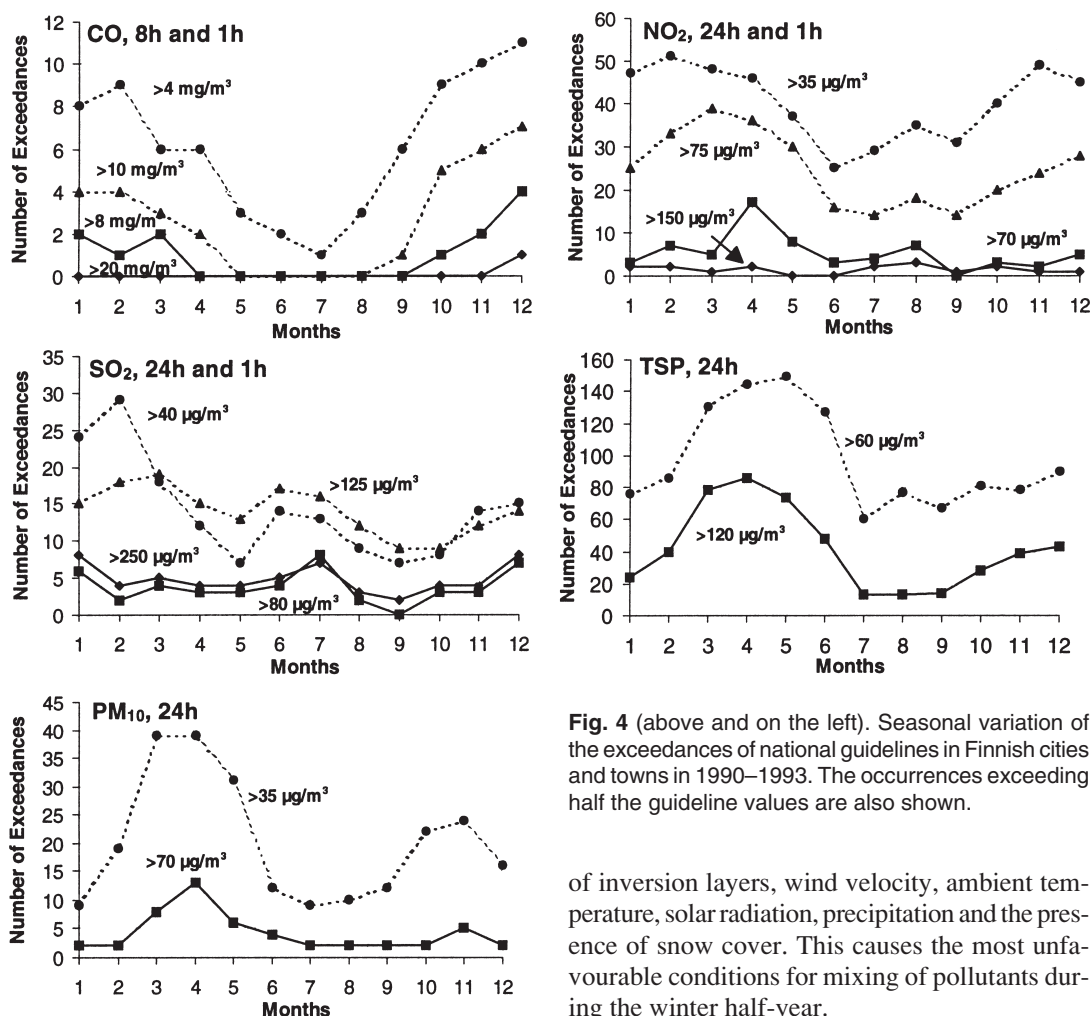 CO, 8h and 1h
Number of Exceedances
12
10
8
6
4
2
0
>4 mg/m³
>10 mg/m³
>8 mg/m
>20 mg/m³
1 2 3 4 5 6 7 8 9 10 11 12
Months
NO₂, 24h and 1h
Number of Exceedances
60
50
40
30
20
10
0
>35 µg/m³
>75 µg/m³
>150 µg/m³
>70 µg/m³
1 2 3 4 5 6 7 8 9 10 11 12
Months
SO₂, 24h and 1h
Number of Exceedances
35
30
25
20
15
10
5
0
>40 µg/m³
>125 µg/m³
>250 µg/m³
>80 µg/m³
1 2 3 4 5 6 7 8 9 10 11 12
Months
TSP, 24h
Number of Exceedances
160
140
120
100
80
60
40
20
0
>60 µg/m³
>120 µg/m³
1 2 3 4 5 6 7 8 9 10 11 12
Months
PM₁₀, 24h
Number of Exceedances
45
40
35
30
25
20
15
10
5
0
>35 µg/m³
>70 µg/m³
1 2 3 4 5 6 7 8 9 10 11 12
Months
Fig. 4 (above and on the left). Seasonal variation of
the exceedances of national guidelines in Finnish cities
and towns in 1990–1993. The occurrences exceeding
half the guideline values are also shown.
of inversion layers, wind velocity, ambient tem-
perature, solar radiation, precipitation and the pres-
ence of snow cover. This causes the most unfa-
vourable conditions for mixing of pollutants dur-
ing the winter half-year.